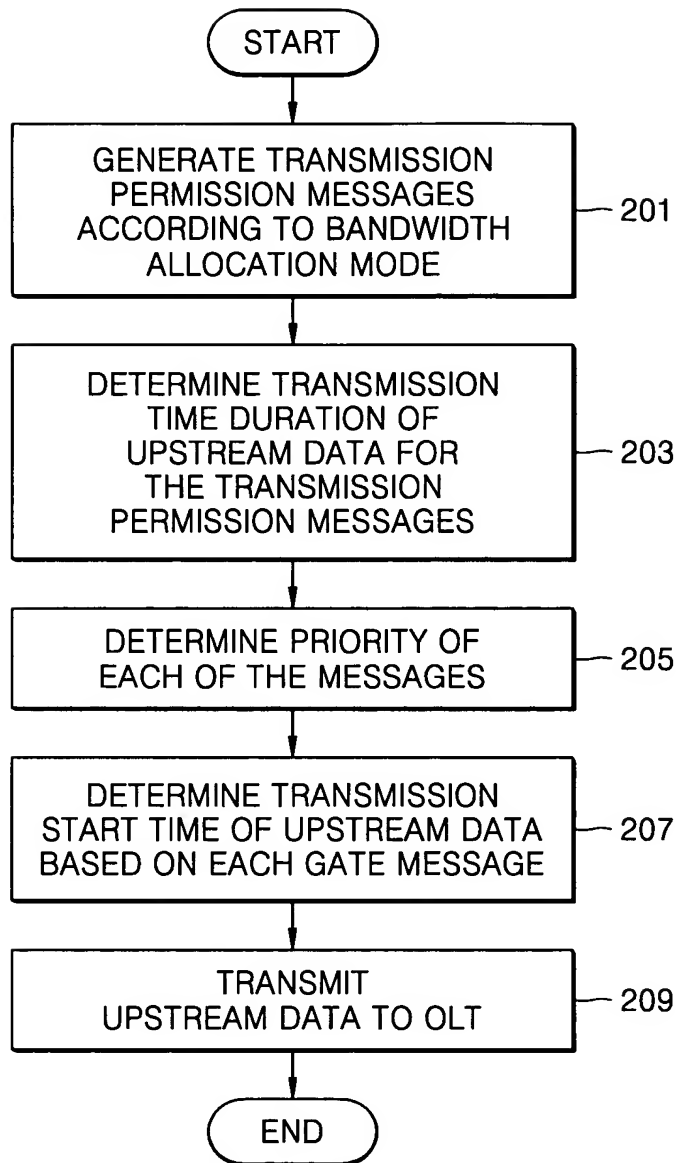 START
GENERATE TRANSMISSION
PERMISSION MESSAGES
ACCORDING TO BANDWIDTH
ALLOCATION MODE
201
DETERMINE TRANSMISSION
TIME DURATION OF
UPSTREAM DATA FOR
THE TRANSMISSION
PERMISSION MESSAGES
203
DETERMINE PRIORITY OF
EACH OF THE MESSAGES
205
DETERMINE TRANSMISSION
START TIME OF UPSTREAM DATA
BASED ON EACH GATE MESSAGE
207
TRANSMIT
UPSTREAM DATA TO OLT
209
END